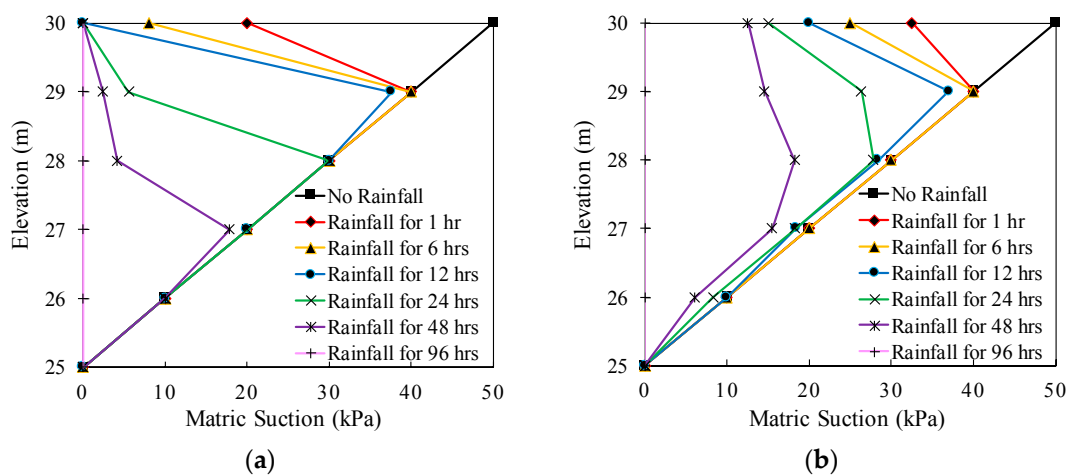 30
29
28
27
26
25
Elevation (m)
0 10 20 30 40 50
Matric Suction (kPa)
No Rainfall
Rainfall for 1 hr
Rainfall for 6 hrs
Rainfall for 12 hrs
Rainfall for 24 hrs
Rainfall for 48 hrs
Rainfall for 96 hrs
(a)
30
29
28
27
26
25
Elevation (m)
0 10 20 30 40 50
Matric Suction (kPa)
No Rainfall
Rainfall for 1 hr
Rainfall for 6 hrs
Rainfall for 12 hrs
Rainfall for 24 hrs
Rainfall for 48 hrs
Rainfall for 96 hrs
(b)